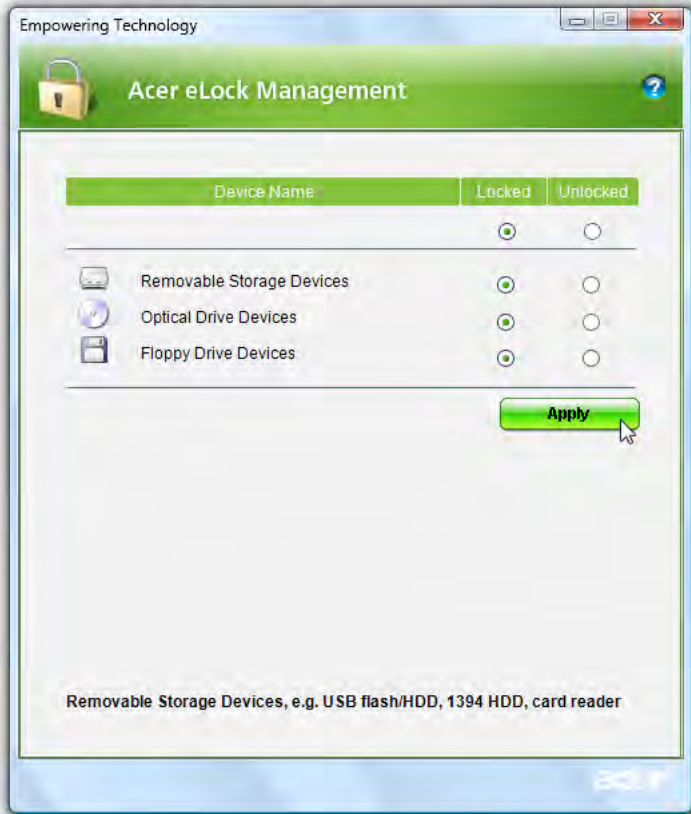 Empowering Technology
Acer eLock Management
Device Name Locked Unlocked
Removable Storage Devices
Optical Drive Devices
Floppy Drive Devices
Apply
Removable Storage Devices, e.g. USB flash/HDD, 1394 HDD, card reader
acer